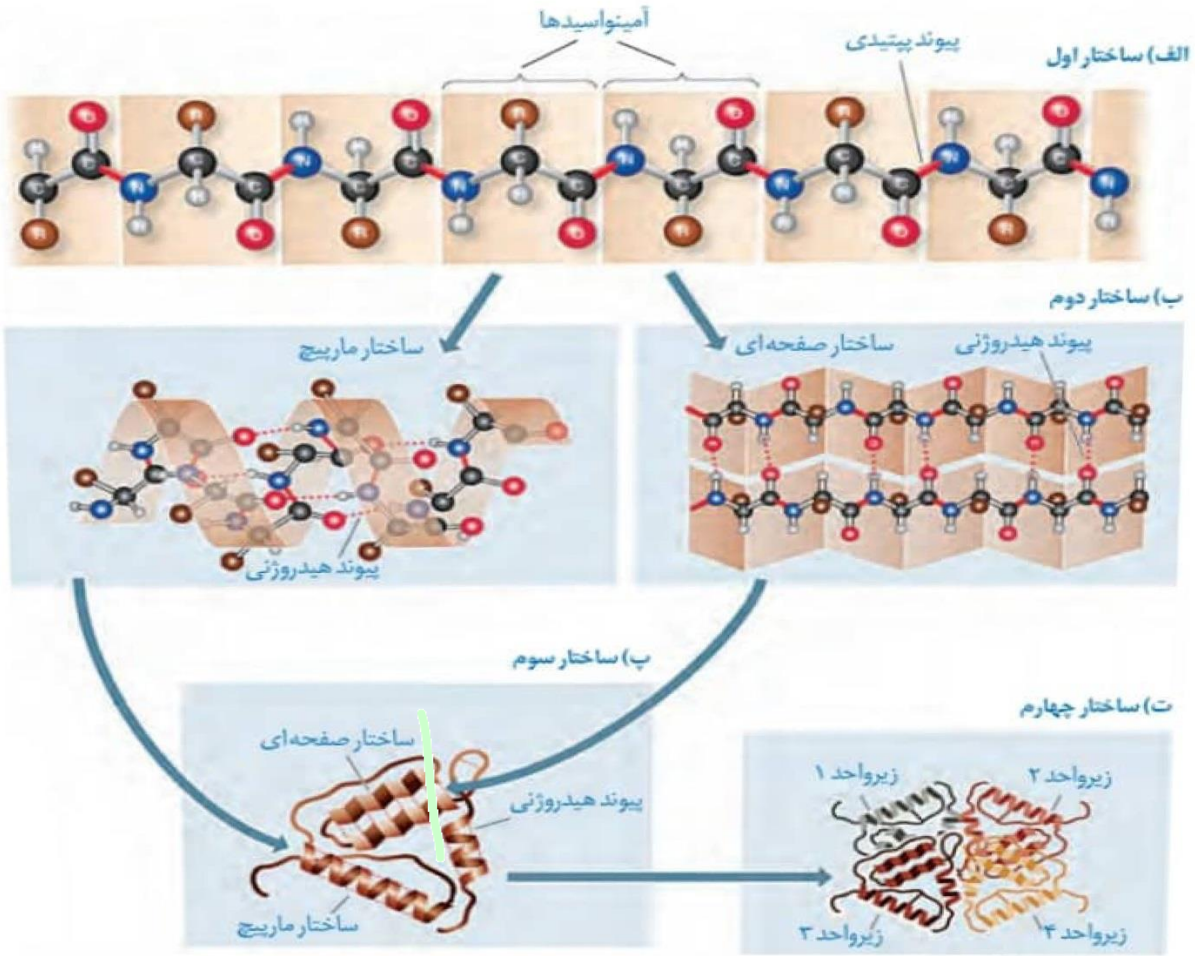 آمینواسیدها
پیوند پپتیدی
الف) ساختار اول
O R H O R H O R
H C C N C C N C C N C C N C C N C C N C C N
R H H O R H H O R H H O R H
ب) ساختار دوم
ساختار مارپیچ
پیوند هیدروژنی
ساختار صفحه‌ای
پیوند هیدروژنی
پ) ساختار سوم
ساختار صفحه‌ای
پیوند هیدروژنی
ساختار مارپیچ
ت) ساختار چهارم
زیرواحد ۱
زیرواحد ۲
زیرواحد ۳
زیرواحد ۴